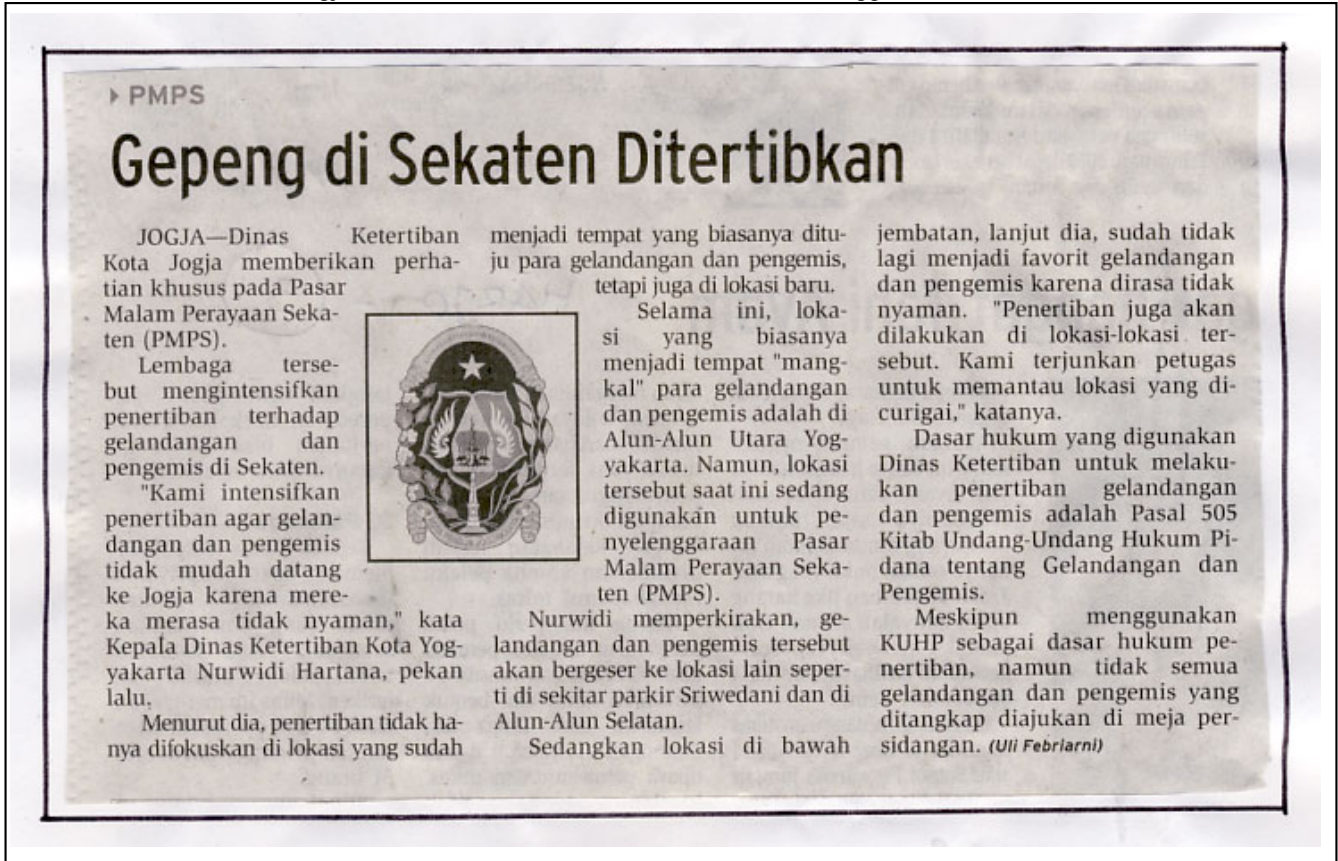 PMPS
Gepeng di Sekaten Ditertibkan
JOGJA—Dinas Ketertiban
Kota Jogja memberikan perha-
tian khusus pada Pasar
Malam Perayaan Seka-
ten (PMPS).
Lembaga terse-
but mengintensifkan
penertiban terhadap
gelandangan dan
pengemis di Sekaten.
"Kami intensifkan
penertiban agar gelan-
dangan dan pengemis
tidak mudah datang
ke Jogja karena mere-
ka merasa tidak nyaman," kata
Kepala Dinas Ketertiban Kota Yog-
yakarta Nurwidi Hartana, pekan
lalu.
Menurut dia, penertiban tidak ha-
nya difokuskan di lokasi yang sudah
menjadi tempat yang biasanya ditu-
ju para gelandangan dan pengemis,
tetapi juga di lokasi baru.
Selama ini, loka-
si yang biasanya
menjadi tempat "mang-
kal" para gelandangan
dan pengemis adalah di
Alun-Alun Utara Yog-
yakarta. Namun, lokasi
tersebut saat ini sedang
digunakan untuk pe-
nyelenggaraan Pasar
Malam Perayaan Seka-
ten (PMPS).
Nurwidi memperkirakan, ge-
landangan dan pengemis tersebut
akan bergeser ke lokasi lain seper-
ti di sekitar parkir Sriwedani dan di
Alun-Alun Selatan.
Sedangkan lokasi di bawah
jembatan, lanjut dia, sudah tidak
lagi menjadi favorit gelandangan
dan pengemis karena dirasa tidak
nyaman. "Penertiban juga akan
dilakukan di lokasi-lokasi ter-
sebut. Kami terjunkan petugas
untuk memantau lokasi yang di-
curigai," katanya.
Dasar hukum yang digunakan
Dinas Ketertiban untuk melaku-
kan penertiban gelandangan
dan pengemis adalah Pasal 505
Kitab Undang-Undang Hukum Pi-
dana tentang Gelandangan dan
Pengemis.
Meskipun menggunakan
KUHP sebagai dasar hukum pe-
nertiban, namun tidak semua
gelandangan dan pengemis yang
ditangkap diajukan di meja per-
sidangan. (Uli Febriarni)